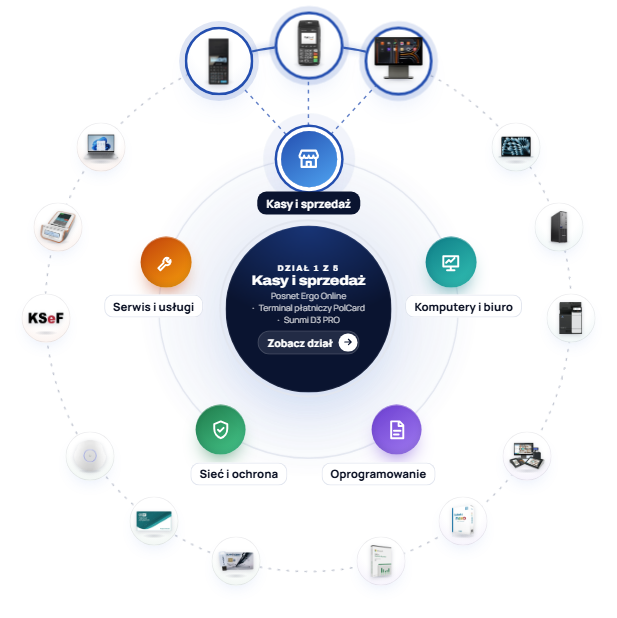 Kasy i sprzedaż
DZIAŁ 1 Z 5
Kasy i sprzedaż
Posnet Ergo Online
· Terminal płatniczy PolCard
· Sunmi D3 PRO
Zobacz dział
Serwis i usługi
Komputery i biuro
KSeF
Sieć i ochrona
Oprogramowanie